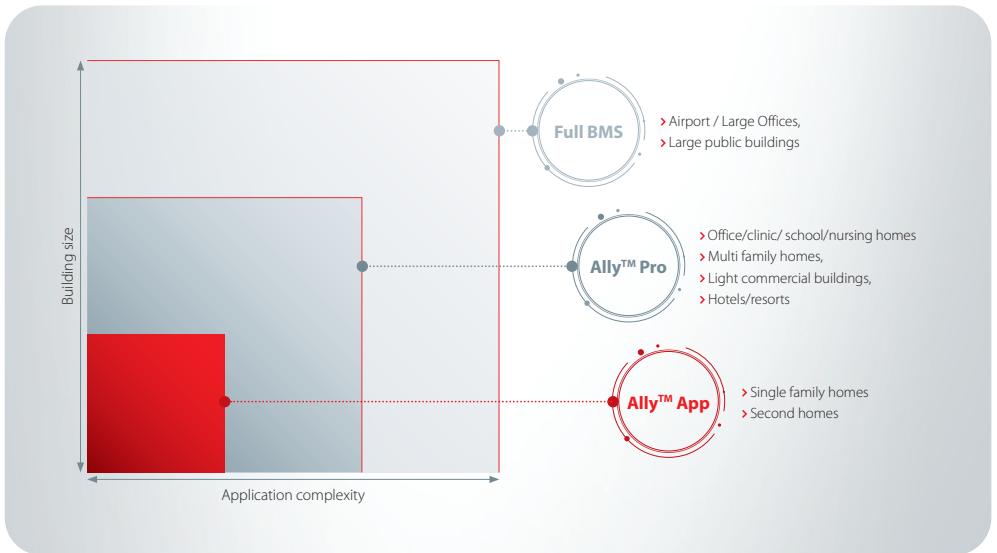 Full BMS
Airport / Large Offices,
Large public buildings
Building size
Ally™ Pro
Office/clinic/ school/nursing homes
Multi family homes,
Light commercial buildings,
Hotels/resorts
Ally™ App
Single family homes
Second homes
Application complexity